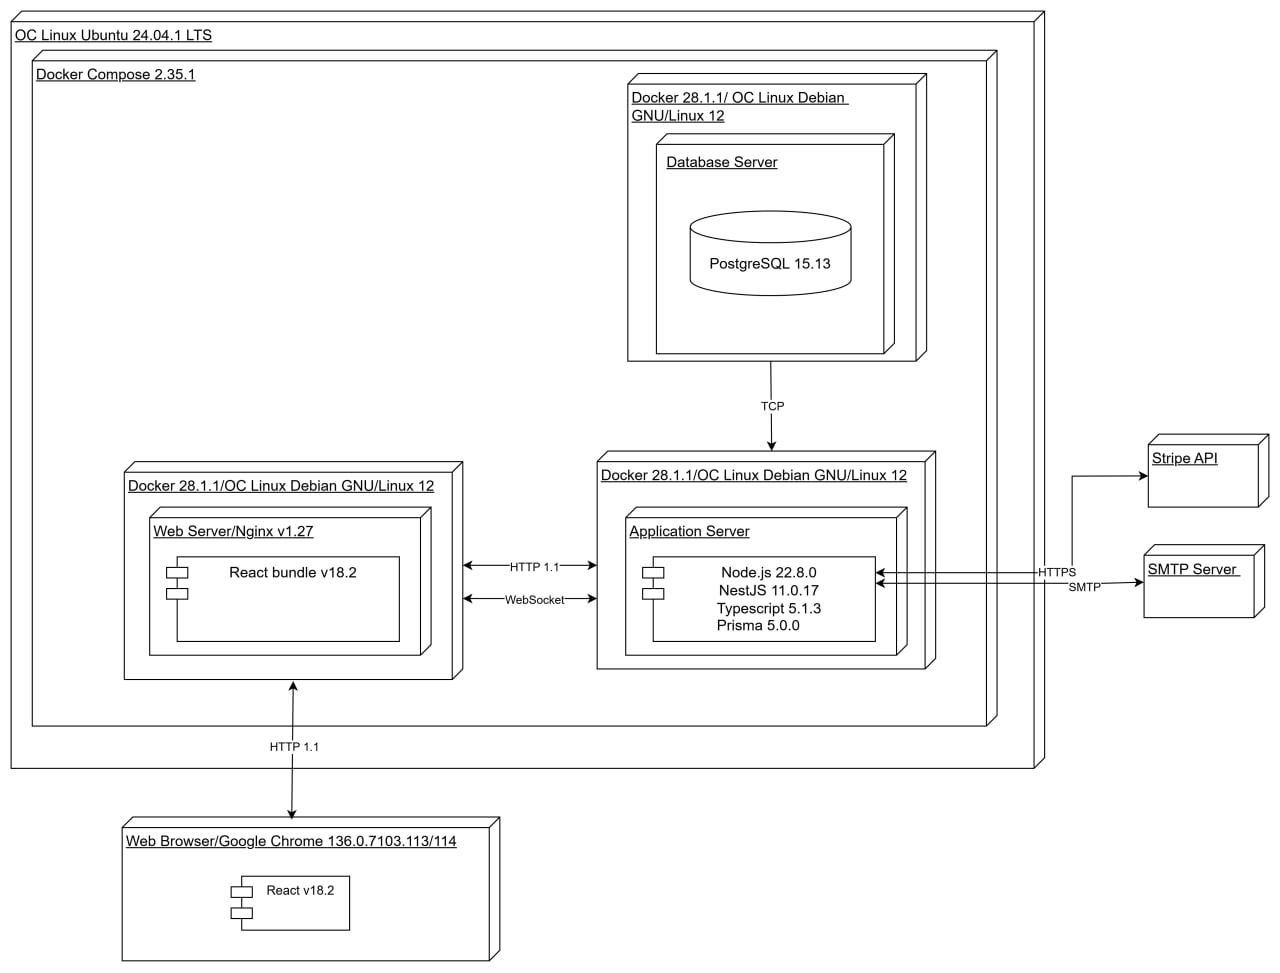 OC Linux Ubuntu 24.04.1 LTS
Docker Compose 2.35.1
Docker 28.1.1/ OC Linux Debian
GNU/Linux 12
Database Server
PostgreSQL 15.13
TCP
Docker 28.1.1/OC Linux Debian GNU/Linux 12
Web Server/Nginx v1.27
React bundle v18.2
HTTP 1.1
WebSocket
Docker 28.1.1/OC Linux Debian GNU/Linux 12
Application Server
Node.js 22.8.0
NestJS 11.0.17
Typescript 5.1.3
Prisma 5.0.0
HTTPS
SMTP
Stripe API
SMTP Server
HTTP 1.1
Web Browser/Google Chrome 136.0.7103.113/114
React v18.2